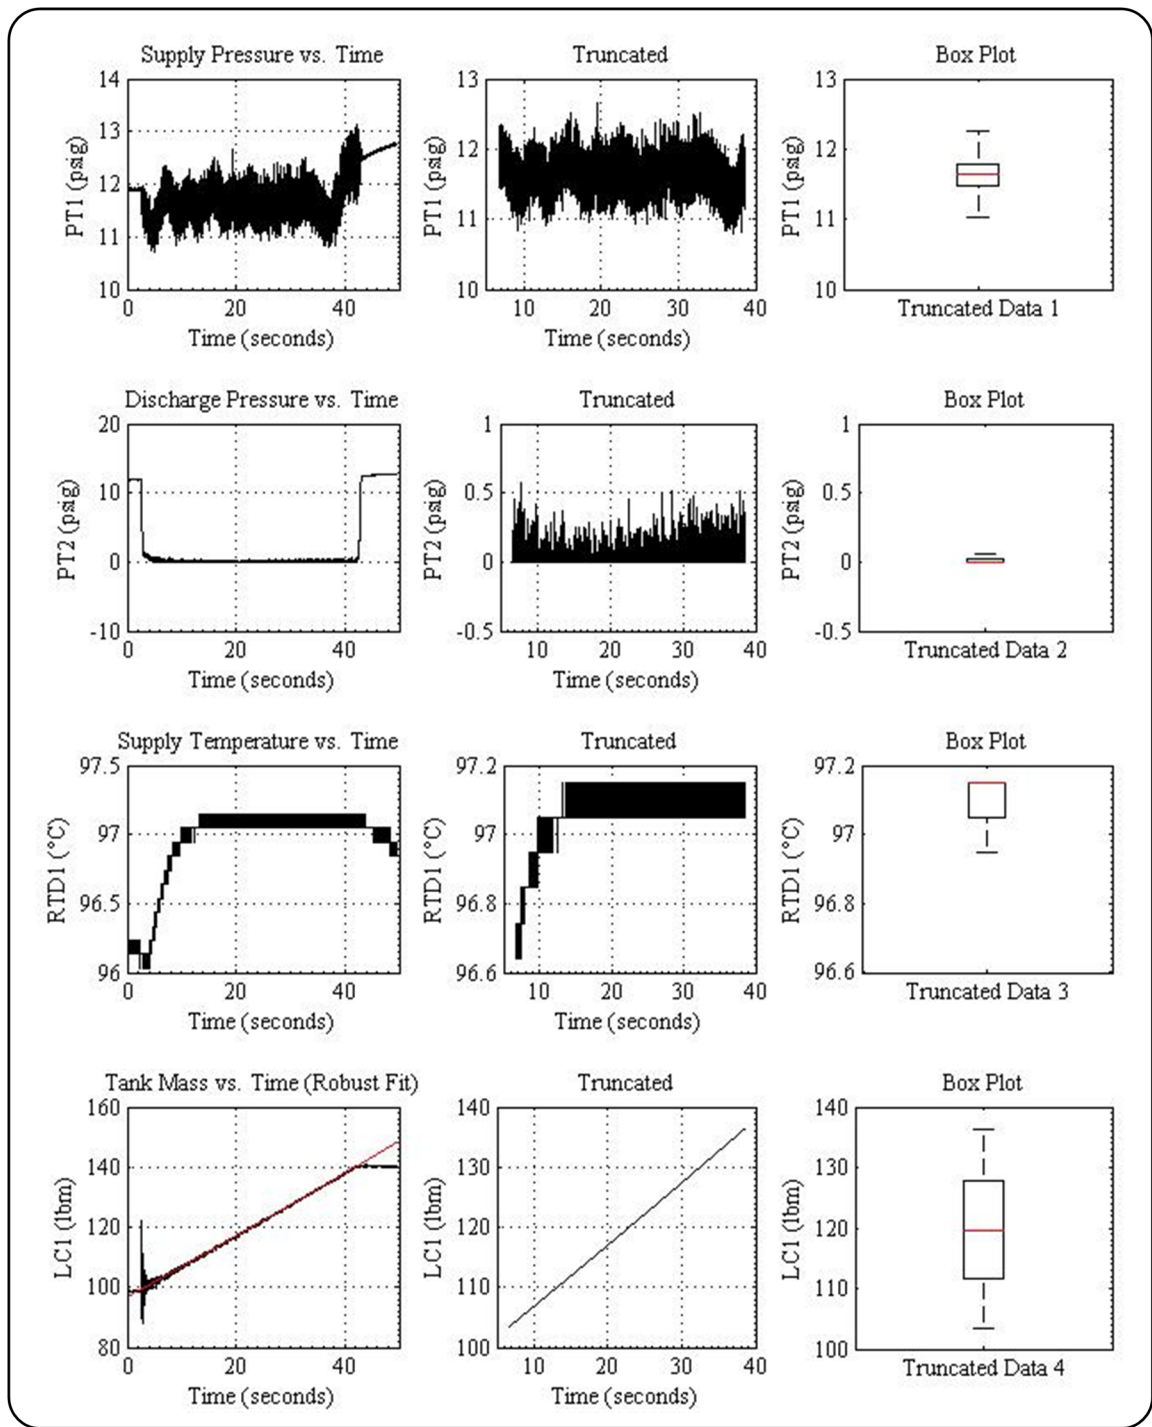 Supply Pressure vs. Time
14
13
12
11
10
0
20
40
PT1 (psig)
Time (seconds)
Truncated
13
12
11
10
10
20
30
40
PT1 (psig)
Time (seconds)
Box Plot
13
12
11
10
PT1 (psig)
Truncated Data 1
Discharge Pressure vs. Time
20
10
0
-10
0
20
40
PT2 (psig)
Time (seconds)
Truncated
1
0.5
0
-0.5
10
20
30
40
PT2 (psig)
Time (seconds)
Box Plot
1
0.5
0
-0.5
PT2 (psig)
Truncated Data 2
Supply Temperature vs. Time
97.5
97
96.5
96
0
20
40
RTD1 (°C)
Time (seconds)
Truncated
97.2
97
96.8
96.6
10
20
30
40
RTD1 (°C)
Time (seconds)
Box Plot
97.2
97
96.8
96.6
RTD1 (°C)
Truncated Data 3
Tank Mass vs. Time (Robust Fit)
160
140
120
100
80
0
20
40
LC1 (lbm)
Time (seconds)
Truncated
140
130
120
110
100
10
20
30
40
LC1 (lbm)
Time (seconds)
Box Plot
140
130
120
110
100
LC1 (lbm)
Truncated Data 4